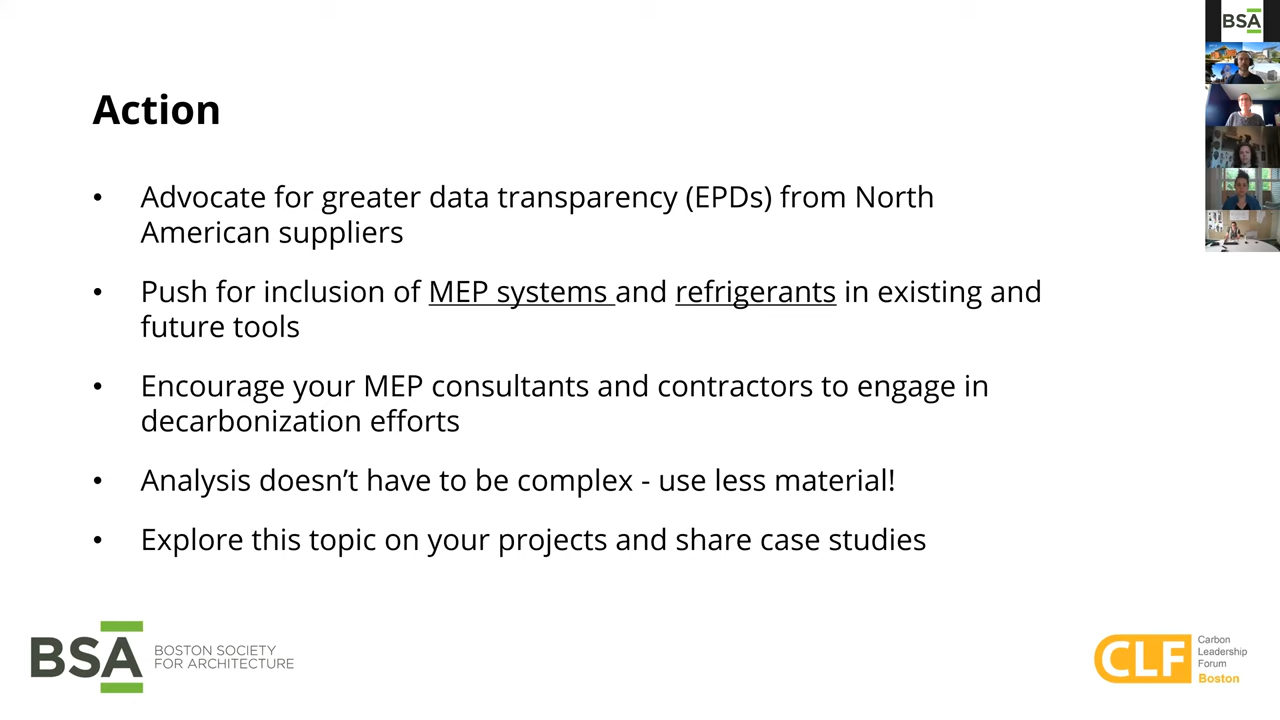 BSA
Action
• Advocate for greater data transparency (EPDs) from North
American suppliers
• Push for inclusion of MEP systems and refrigerants in existing and
future tools
• Encourage your MEP consultants and contractors to engage in
decarbonization efforts
• Analysis doesn’t have to be complex - use less material!
• Explore this topic on your projects and share case studies
BSA
BOSTON SOCIETY
FOR ARCHITECTURE
CLF
Carbon
Leadership
Forum
Boston